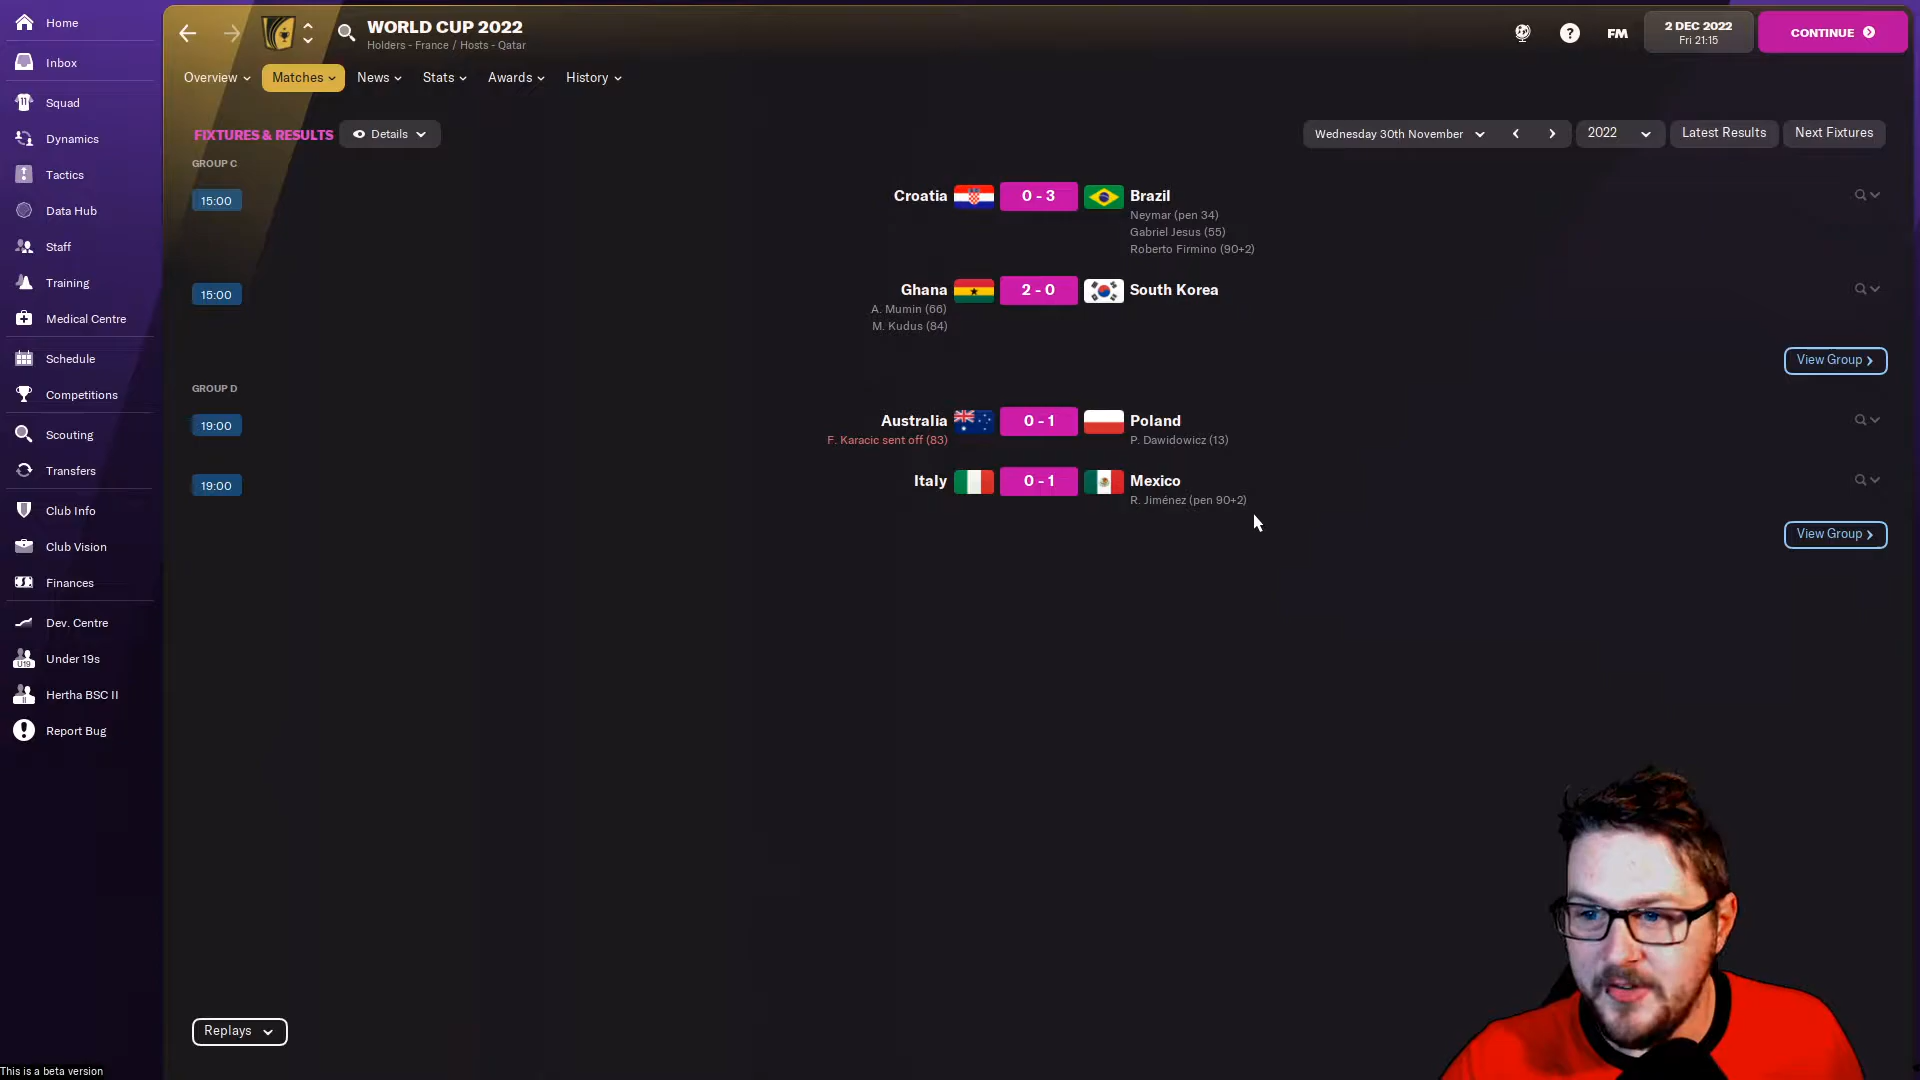 Home
Inbox
Squad
Dynamics
Tactics
Data Hub
Staff
Training
Medical Centre
Schedule
Competitions
Scouting
Transfers
Club Info
Club Vision
Finances
Dev. Centre
Under 19s
Hertha BSC II
Report Bug
This is a beta version
WORLD CUP 2022
Holders - France / Hosts - Qatar
FM
2 DEC 2022
Fri 21:15
CONTINUE
Overview Matches News Stats Awards History
FIXTURES & RESULTS Details
Wednesday 30th November 2022 Latest Results Next Fixtures
GROUP C
15:00 Croatia 0 - 3 Brazil
Neymar (pen 34)
Gabriel Jesus (55)
Roberto Firmino (90+2)
15:00 Ghana 2 - 0 South Korea
A. Mumin (66)
M. Kudus (84)
View Group
GROUP D
19:00 Australia 0 - 1 Poland
F. Karacic sent off (83) P. Dawidowicz (13)
19:00 Italy 0 - 1 Mexico
R. Jiménez (pen 90+2)
View Group
Replays